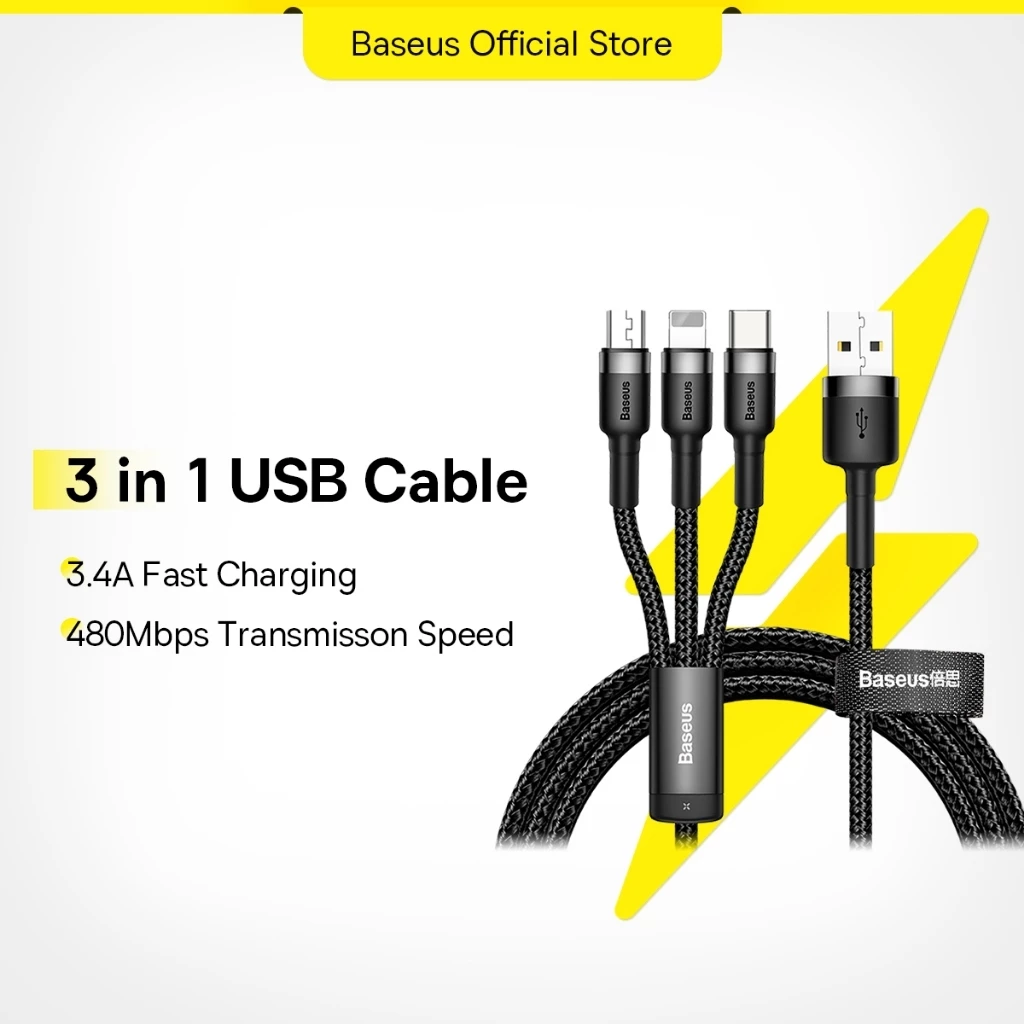 Baseus Official Store
Baseus
Baseus
Baseus
3 in 1 USB Cable
3.4A Fast Charging
480Mbps Transmisson Speed
Baseus倍思
Baseus